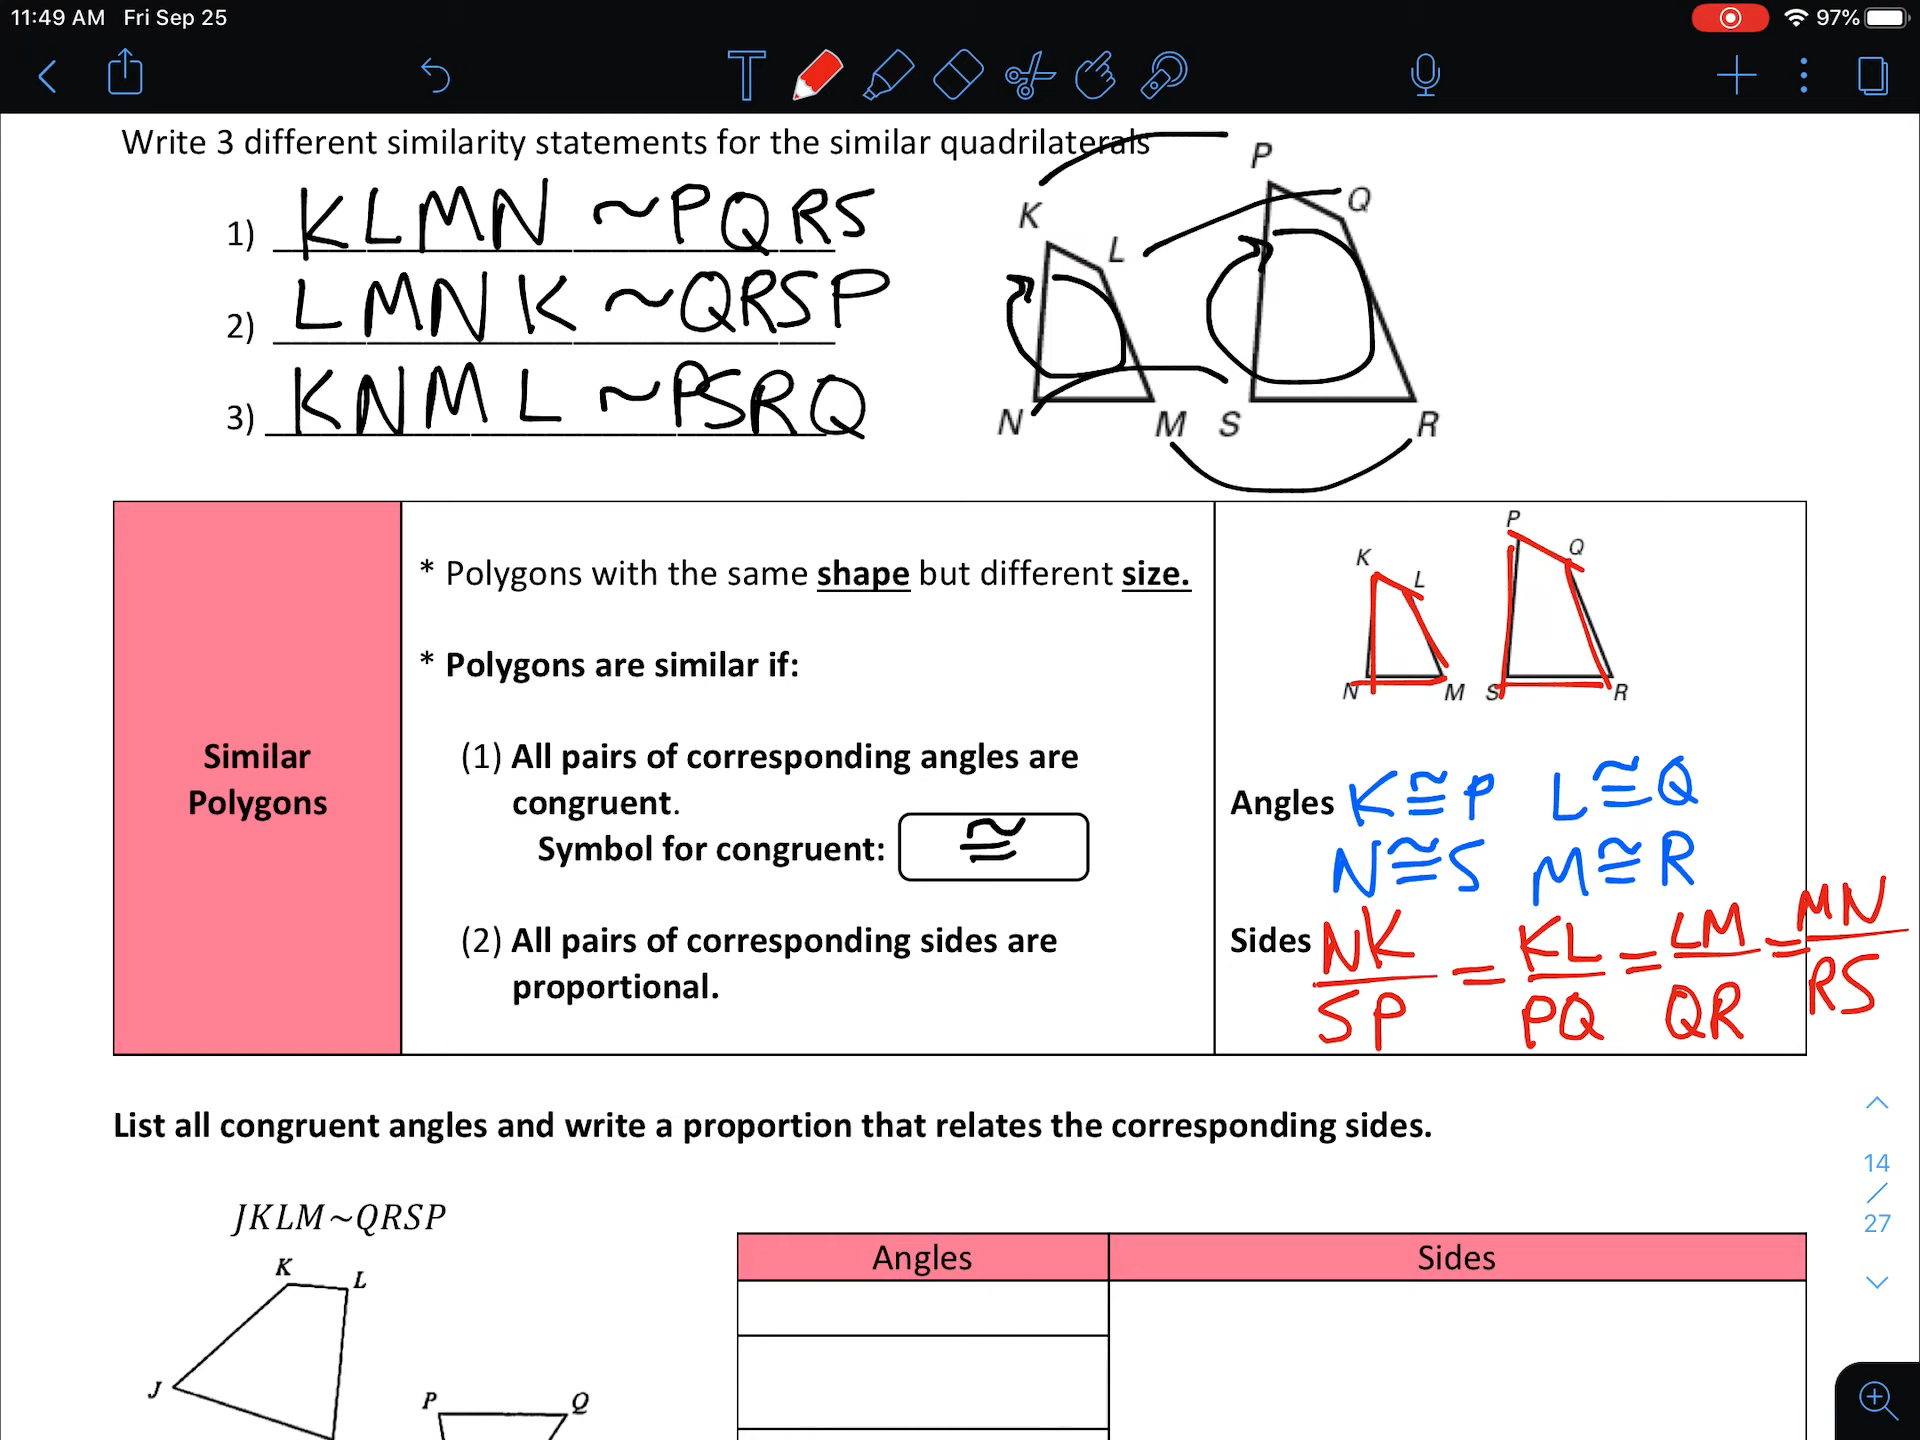 11:49 AM Fri Sep 25
97%
T
Write 3 different similarity statements for the similar quadrilaterals
1) KLMN ~PQRS
2) LMNK ~QRSP
3) KNML ~PSRQ
P
Q
K
L
N
M
S
R
Similar
Polygons
* Polygons with the same shape but different size.
* Polygons are similar if:
(1) All pairs of corresponding angles are
congruent.
Symbol for congruent: ≅
(2) All pairs of corresponding sides are
proportional.
P
Q
K
L
N
M
S
R
Angles K≅P L≅Q
N≅S M≅R
Sides NK/SP = KL/PQ = LM/QR = MN/RS
List all congruent angles and write a proportion that relates the corresponding sides.
JKLM~QRSP
K
L
J
P
Q
Angles Sides
14
/
27